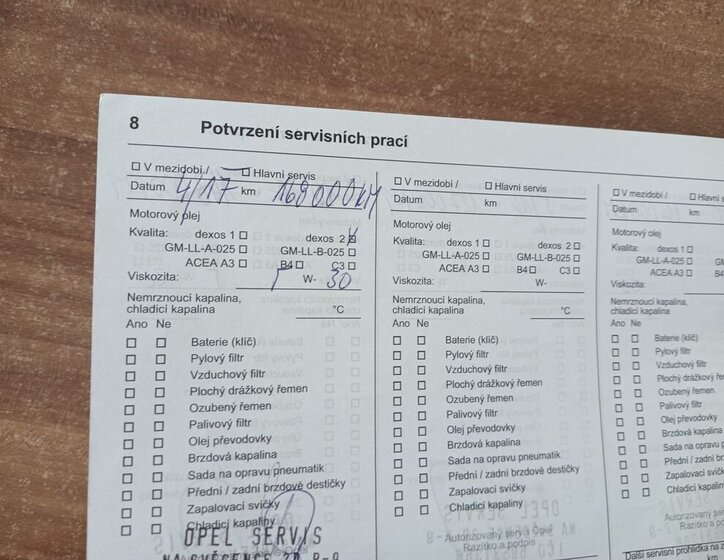 8 Potvrzení servisních prací
V mezidobí / Hlavní servis
Datum 4/17 km 169000 KM
Motorový olej
Kvalita: dexos 1 dexos 2
GM-LL-A-025 GM-LL-B-025
ACEA A3 B4 C3
Viskozita: W- 30
Nemrznoucí kapalina,
chladicí kapalina °C
Ano Ne
Baterie (klíč)
Pylový filtr
Vzduchový filtr
Plochý drážkový řemen
Ozubený řemen
Palivový filtr
Olej převodovky
Brzdová kapalina
Sada na opravu pneumatik
Přední / zadní brzdové destičky
Zapalovací svíčky
Chladicí kapaliny
OPEL SERVIS
V mezidobí / Hlavní servis
Datum km
Motorový olej
Kvalita: dexos 1 dexos 2
GM-LL-A-025 GM-LL-B-025
ACEA A3 B4 C3
Viskozita: W-
Nemrznoucí kapalina,
chladicí kapalina °C
Ano Ne
Baterie (klíč)
Pylový filtr
Vzduchový filtr
Plochý drážkový řemen
Ozubený řemen
Palivový filtr
Olej převodovky
Brzdová kapalina
Sada na opravu pneumatik
Přední / zadní brzdové destičky
Zapalovací svíčky
Chladicí kapaliny
Autorizovaný servis Opel
Razítko a podpis
V mezidobí / Hlavní
Datum km
Motorový olej
Kvalita: dexos 1
GM-LL-A-025
ACEA A3
Viskozita:
Nemrznoucí kapalina,
chladicí kapalina
Ano Ne
Baterie (klíč)
Pylový filtr
Vzduchový filtr
Plochý drážkový
Ozubený řemen
Palivový filtr
Olej převodovky
Brzdová kapalina
Sada na opravu
Přední / zadní
Zapalovací svíčky
Chladicí kapaliny
Autorizovaný servis
Razítko a
Další servisní prohlídka na